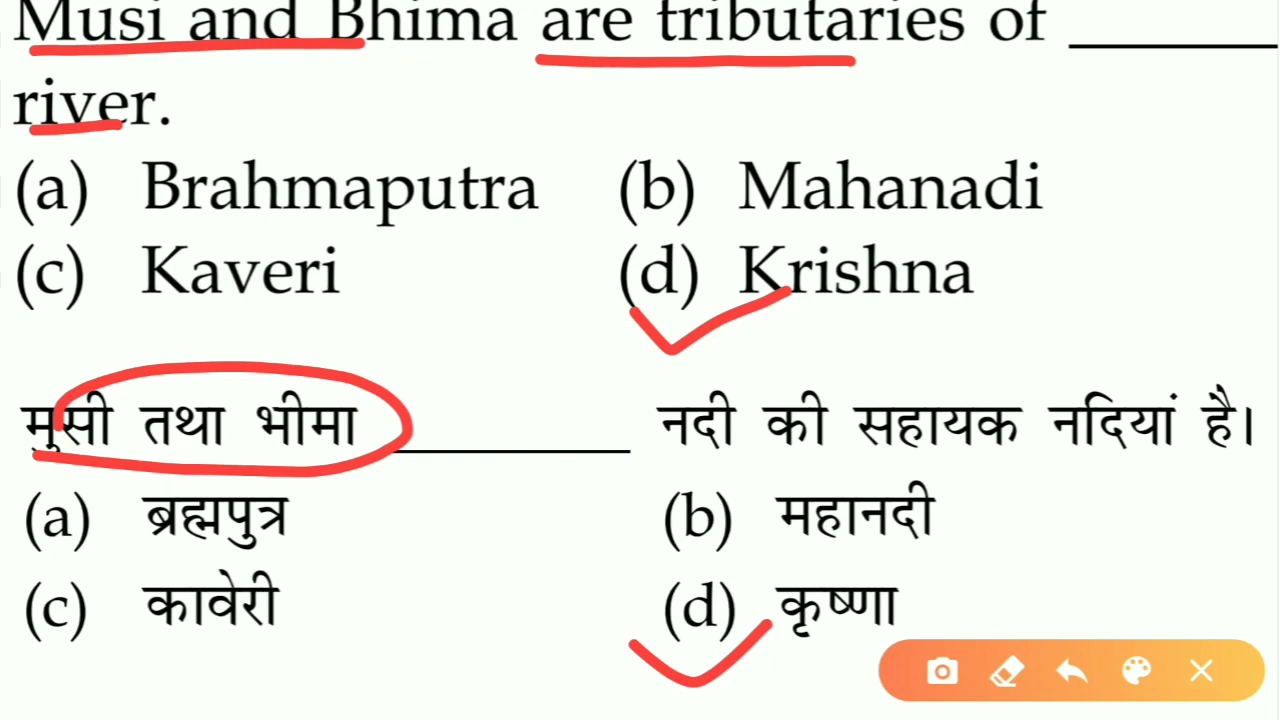 Musi and Bhima are tributaries of ________
river.
(a) Brahmaputra (b) Mahanadi
(c) Kaveri (d) Krishna
मुसी तथा भीमा ________ नदी की सहायक नदियां है।
(a) ब्रह्मपुत्र (b) महानदी
(c) कावेरी (d) कृष्णा